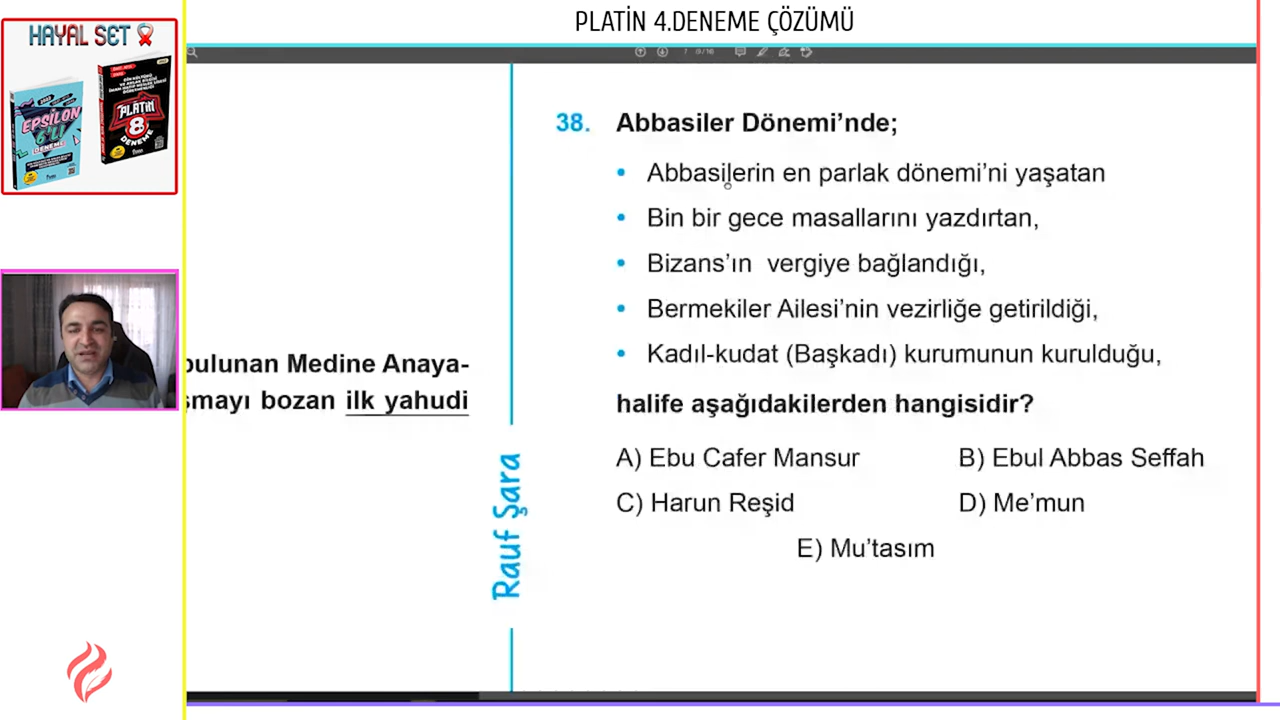 PLATİN 4.DENEME ÇÖZÜMÜ
HAYAL SET
EPSİLON
6'LI
DENEME
PLATİN
8
DENEME
bulunan Medine Anaya-
şmayı bozan ilk yahudi
Rauf Şara
38. Abbasiler Dönemi’nde;
• Abbasilerin en parlak dönemi’ni yaşatan
• Bin bir gece masallarını yazdırtan,
• Bizans’ın vergiye bağlandığı,
• Bermekiler Ailesi’nin vezirliğe getirildiği,
• Kadıl-kudat (Başkadı) kurumunun kurulduğu,
halife aşağıdakilerden hangisidir?
A) Ebu Cafer Mansur B) Ebul Abbas Seffah
C) Harun Reşid D) Me’mun
E) Mu’tasım